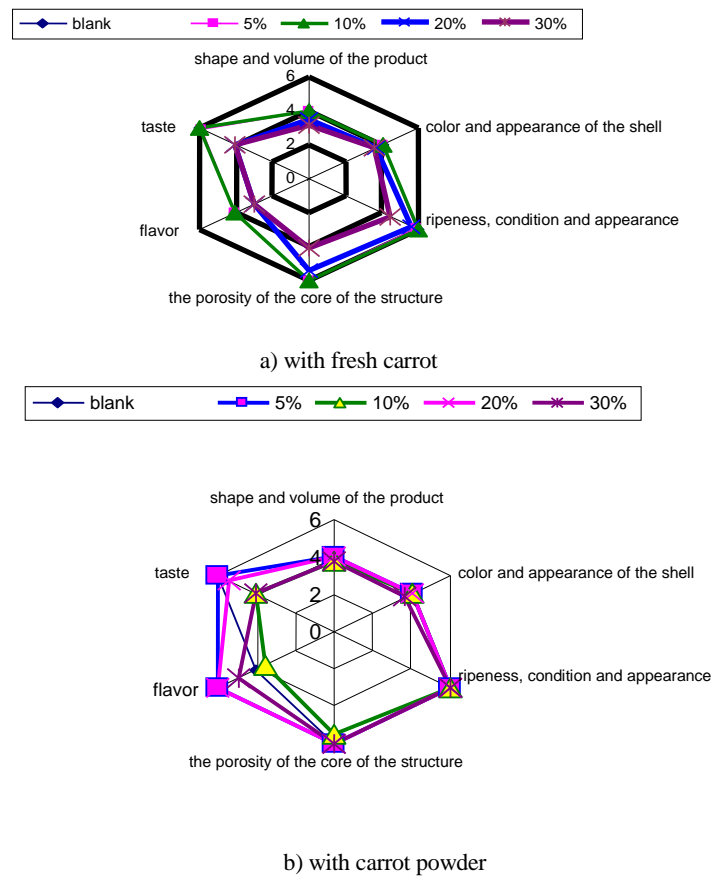 blank 5% 10% 20% 30%
shape and volume of the product
6
taste
4
color and appearance of the shell
2
0
flavor
ripeness, condition and appearance
the porosity of the core of the structure
a) with fresh carrot
blank 5% 10% 20% 30%
shape and volume of the product
6
taste
4
color and appearance of the shell
2
0
flavor
ripeness, condition and appearance
the porosity of the core of the structure
b) with carrot powder